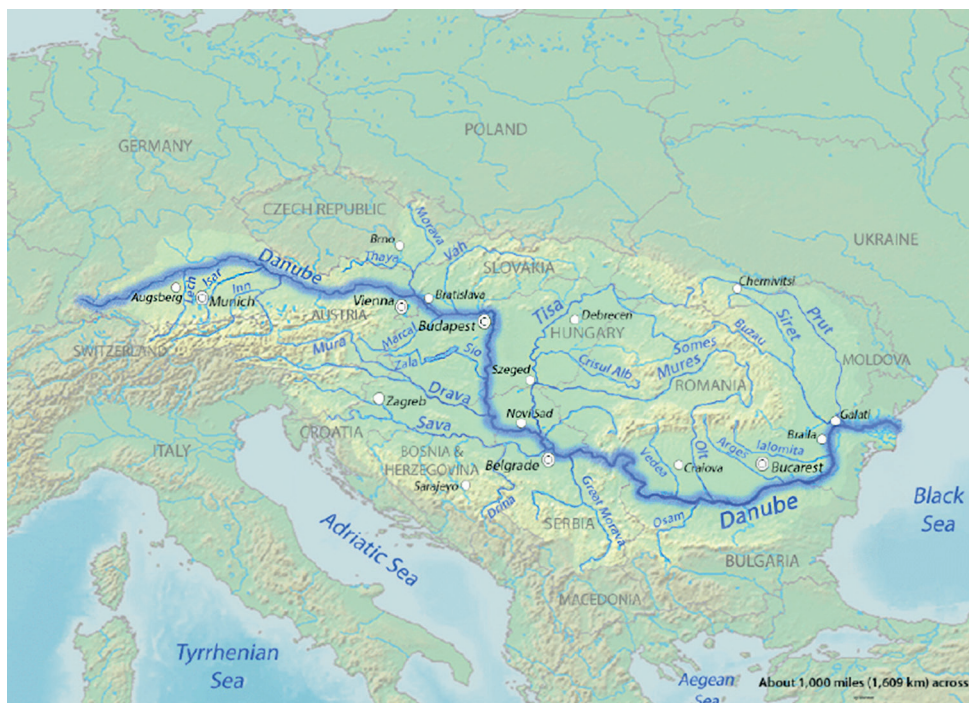 POLAND
GERMANY
CZECH REPUBLIC
Morava
Brno
Thaya
Vah
UKRAINE
Danube
SLOVAKIA
Chernivitsi
Augsberg
Lech
Isar
Inn
Munich
Vienna
Bratislava
AUSTRIA
Budapest
Tisa
Debrecen
HUNGARY
Siret
Prut
Buzau
SWITZERLAND
Mura
Marcal
Zala
Sio
Somes
Mures
Crisul Alb
MOLDOVA
Szeged
ROMANIA
Drava
Zagreb
Novi Sad
Galati
CROATIA
Sava
Braila
ITALY
BOSNIA &
HERZEGOVINA
Belgrade
Vedea
Olt
Arges
Ialomita
Craiova
Bucarest
Sarajevo
Drina
Groot Morava
Black
Sea
Danube
Osam
SERBIA
Adriatic Sea
BULGARIA
MACEDONIA
Tyrrhenian
Sea
Aegean
Sea
About 1,000 miles (1,609 km) across